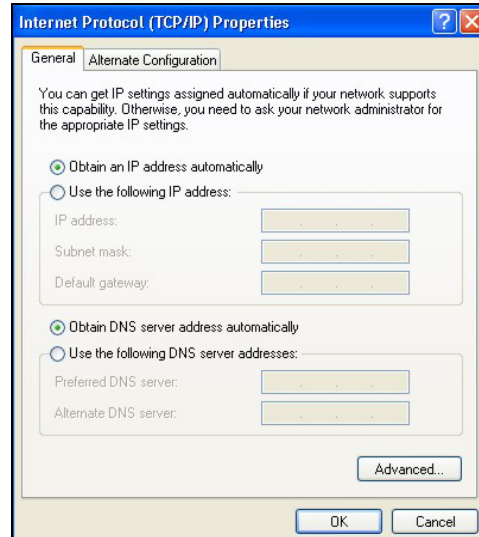 Internet Protocol (TCP/IP) Properties
General
Alternate Configuration
You can get IP settings assigned automatically if your network supports
this capability. Otherwise, you need to ask your network administrator for
the appropriate IP settings.
Obtain an IP address automatically
Use the following IP address:
IP address:
Subnet mask:
Default gateway:
Obtain DNS server address automatically
Use the following DNS server addresses:
Preferred DNS server:
Alternate DNS server:
Advanced...
OK
Cancel